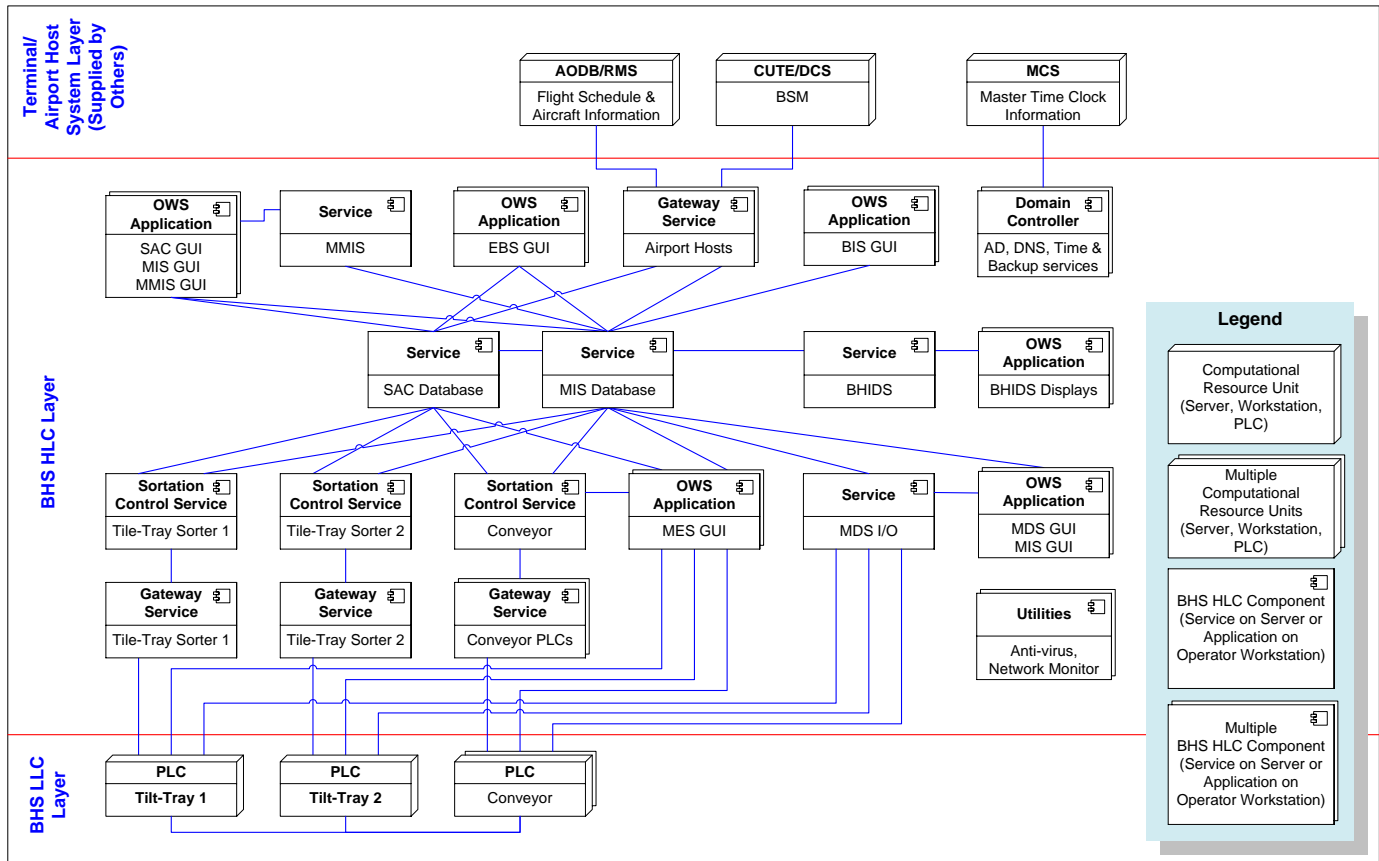 Terminal/
Airport Host
System Layer
(Supplied by
Others)
AODB/RMS
Flight Schedule &
Aircraft Information
CUTE/DCS
BSM
MCS
Master Time Clock
Information
BHS HLC Layer
OWS
Application
SAC GUI
MIS GUI
MMIS GUI
Service
MMIS
OWS
Application
EBS GUI
Gateway
Service
Airport Hosts
OWS
Application
BIS GUI
Domain
Controller
AD, DNS, Time &
Backup services
Service
SAC Database
Service
MIS Database
Service
BHIDS
OWS
Application
BHIDS Displays
Sortation
Control Service
Tile-Tray Sorter 1
Sortation
Control Service
Tile-Tray Sorter 2
Sortation
Control Service
Conveyor
OWS
Application
MES GUI
Service
MDS I/O
OWS
Application
MDS GUI
MIS GUI
Gateway
Service
Tile-Tray Sorter 1
Gateway
Service
Tile-Tray Sorter 2
Gateway
Service
Conveyor PLCs
Utilities
Anti-virus,
Network Monitor
BHS LLC
Layer
PLC
Tilt-Tray 1
PLC
Tilt-Tray 2
PLC
Conveyor
Legend
Computational
Resource Unit
(Server, Workstation,
PLC)
Multiple
Computational
Resource Units
(Server, Workstation,
PLC)
BHS HLC Component
(Service on Server or
Application on
Operator Workstation)
Multiple
BHS HLC Component
(Service on Server or
Application on
Operator Workstation)